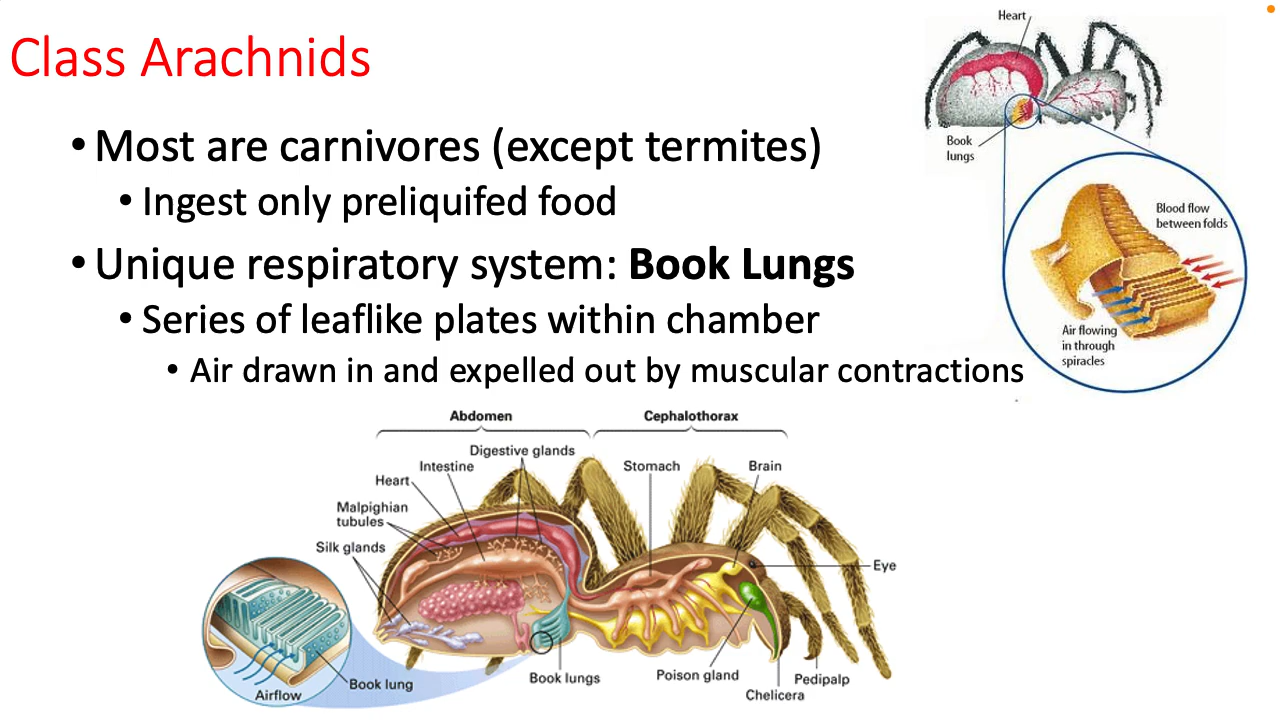 Class Arachnids
• Most are carnivores (except termites)
• Ingest only preliquifed food
• Unique respiratory system: Book Lungs
• Series of leaflike plates within chamber
• Air drawn in and expelled out by muscular contractions
Heart
Book
lungs
Blood flow
between folds
Air flowing
in through
spiracles
Abdomen
Cephalothorax
Digestive glands
Intestine
Heart
Malpighian
tubules
Silk glands
Stomach
Brain
Eye
Book lung
Airflow
Book lungs
Poison gland
Chelicera
Pedipalp